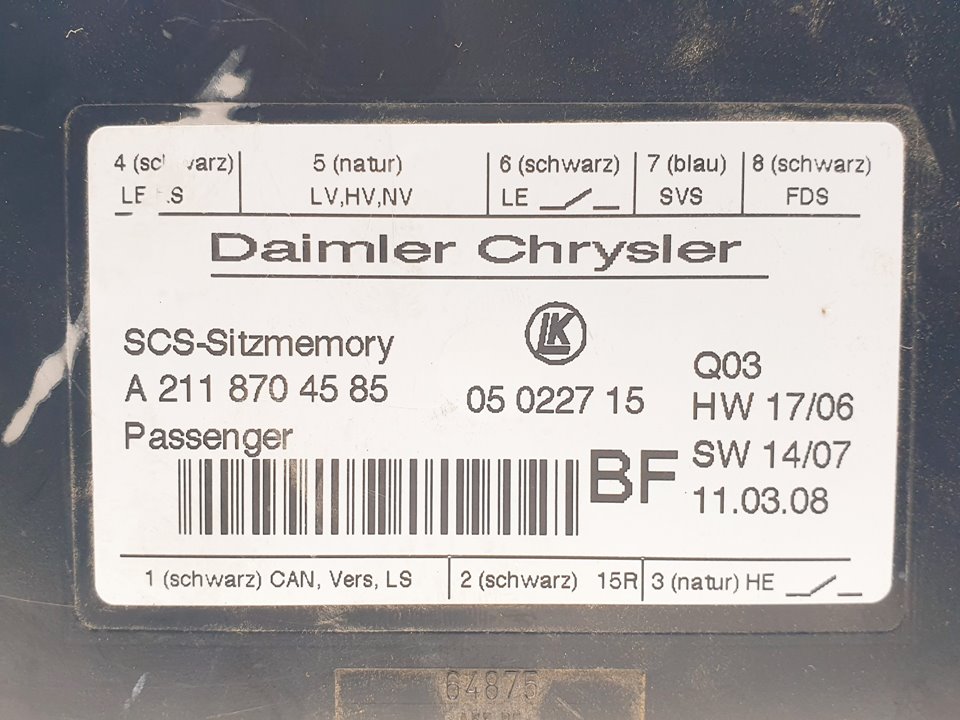 4 (schwarz) 5 (natur) 6 (schwarz) 7 (blau) 8 (schwarz)
LV,HV,NV LE SVS FDS
Daimler Chrysler
LK
SCS-Sitzmemory
A 211 870 45 85 05 0227 15 Q03
HW 17/06
Passenger
BF SW 14/07
11.03.08
1 (schwarz) CAN, Vers, LS 2 (schwarz) 15R 3 (natur) HE
64875